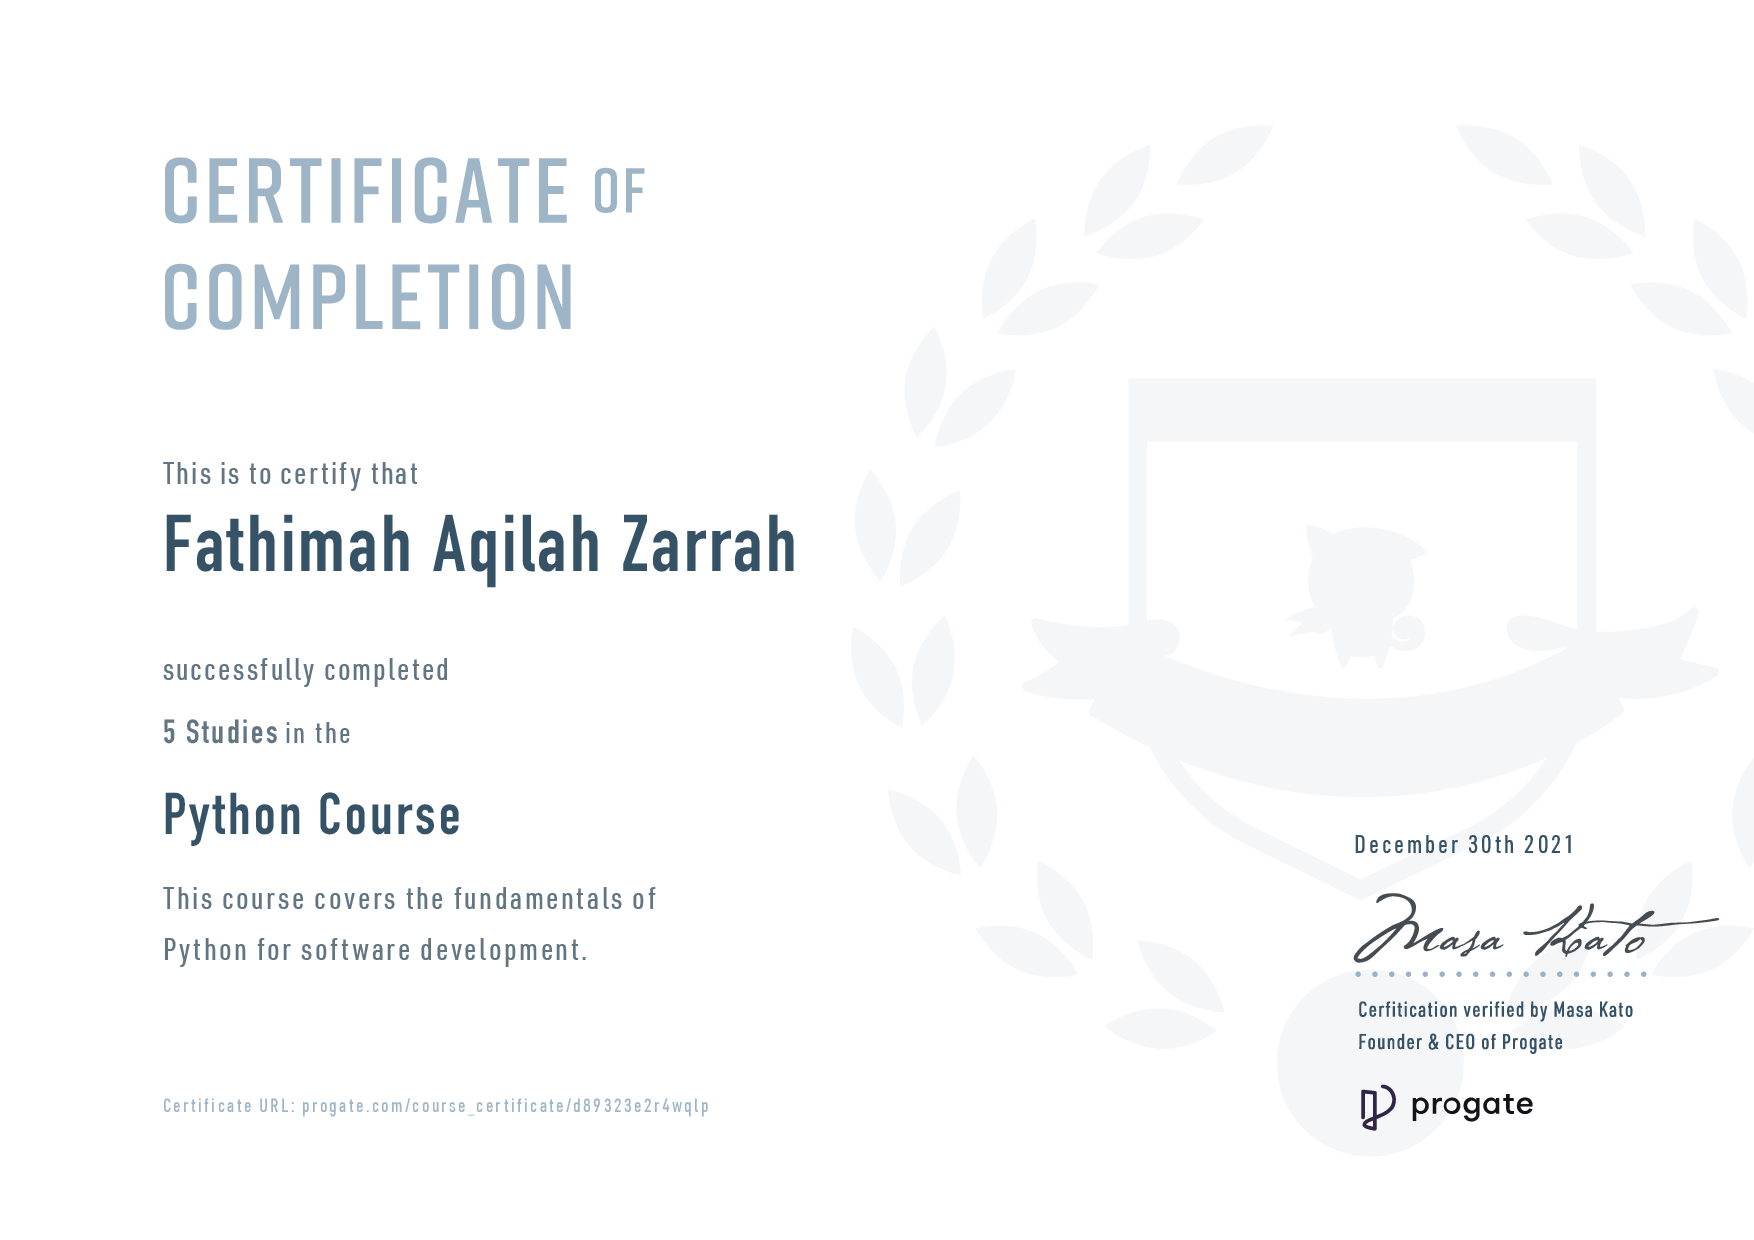 CERTIFICATE OF
COMPLETION
This is to certify that
Fathimah Aqilah Zarrah
successfully completed
5 Studies in the
Python Course
This course covers the fundamentals of
Python for software development.
December 30th 2021
Masa Kato
Cerfitication verified by Masa Kato
Founder & CEO of Progate
progate
Certificate URL: progate.com/course_certificate/d89323e2r4wqlp